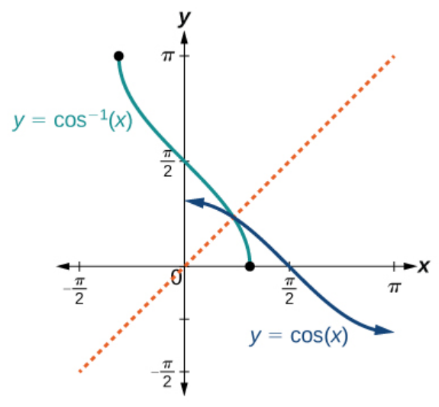 y
π
y = cos⁻¹(x)
π/2
x
0
-π/2
π/2
π
y = cos(x)
-π/2